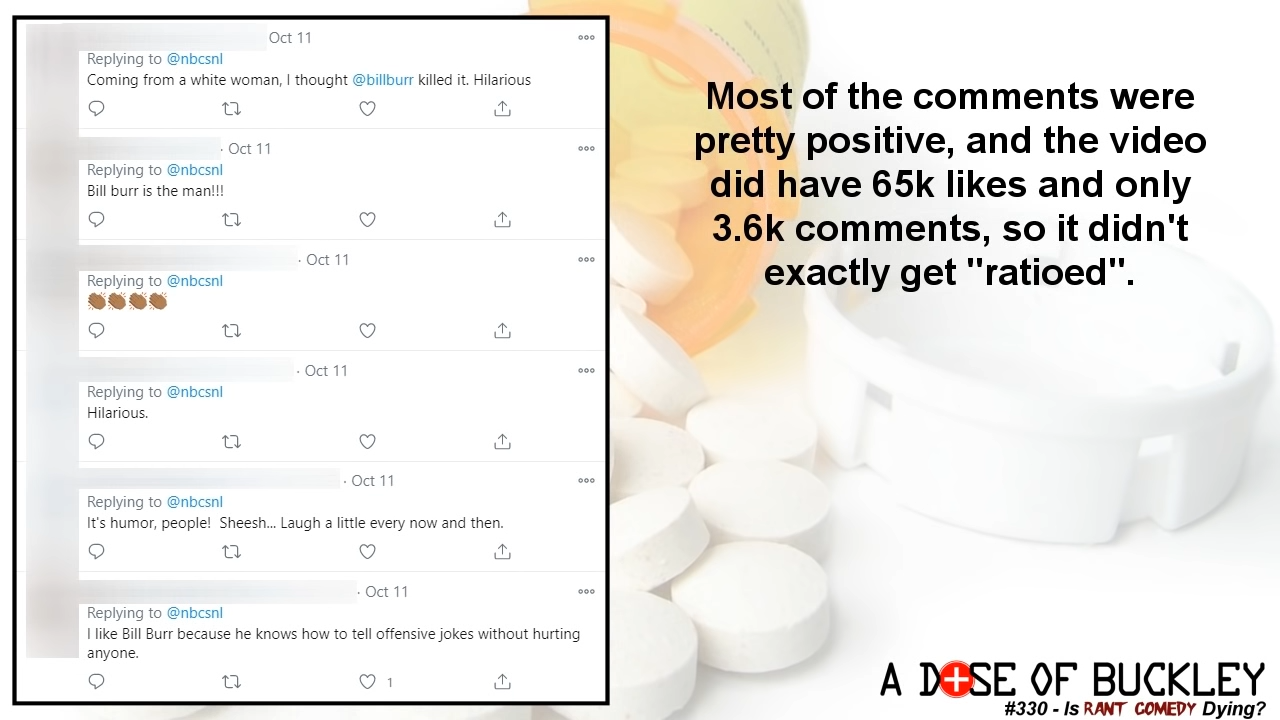 Oct 11
Replying to @nbcsnl
Coming from a white woman, I thought @billburr killed it. Hilarious
· Oct 11
Replying to @nbcsnl
Bill burr is the man!!!
· Oct 11
Replying to @nbcsnl
👏🏾👏🏾👏🏾👏🏾
· Oct 11
Replying to @nbcsnl
Hilarious.
· Oct 11
Replying to @nbcsnl
It's humor, people!  Sheesh... Laugh a little every now and then.
· Oct 11
Replying to @nbcsnl
I like Bill Burr because he knows how to tell offensive jokes without hurting
anyone.
1
Most of the comments were
pretty positive, and the video
did have 65k likes and only
3.6k comments, so it didn't
exactly get "ratioed".
A DOSE OF BUCKLEY
#330 - Is RANT COMEDY Dying?